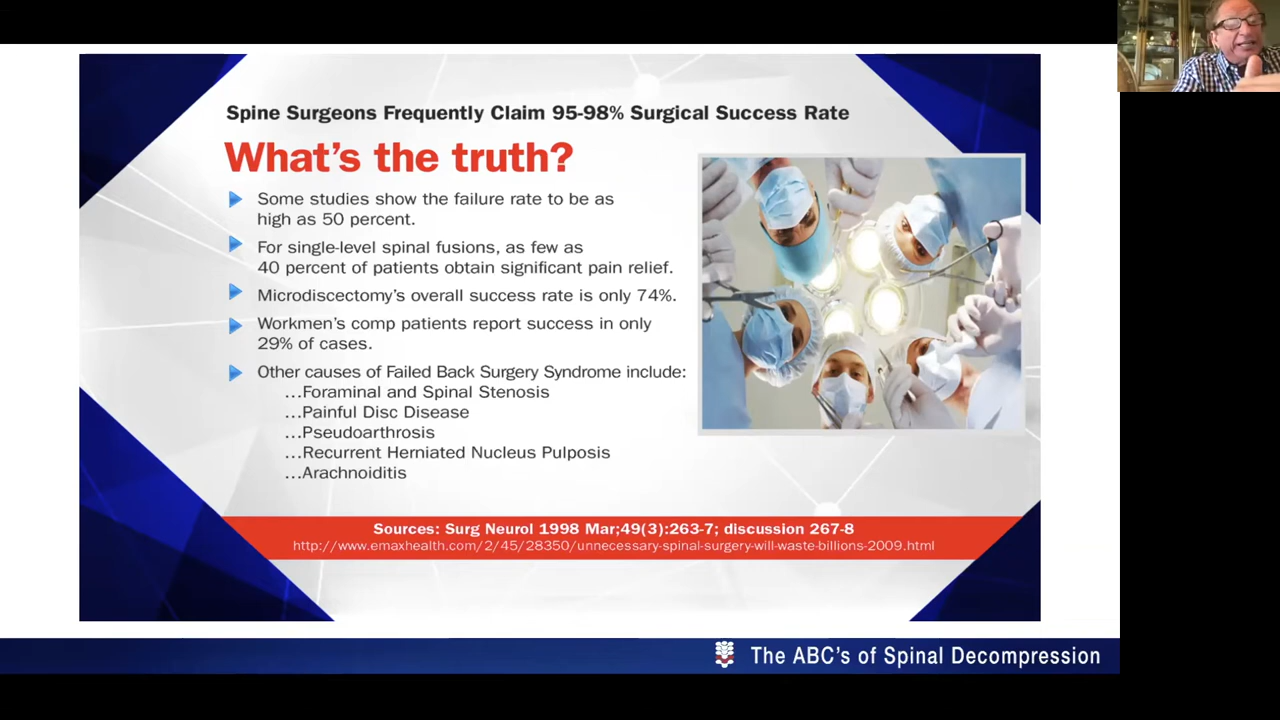 Spine Surgeons Frequently Claim 95-98% Surgical Success Rate
What's the truth?
Some studies show the failure rate to be as
high as 50 percent.
For single-level spinal fusions, as few as
40 percent of patients obtain significant pain relief.
Microdiscectomy's overall success rate is only 74%.
Workmen's comp patients report success in only
29% of cases.
Other causes of Failed Back Surgery Syndrome include:
...Foraminal and Spinal Stenosis
...Painful Disc Disease
...Pseudoarthrosis
...Recurrent Herniated Nucleus Pulposis
...Arachnoiditis
Sources: Surg Neurol 1998 Mar;49(3):263-7; discussion 267-8
http://www.emaxhealth.com/2/45/28350/unnecessary-spinal-surgery-will-waste-billions-2009.html
The ABC's of Spinal Decompression